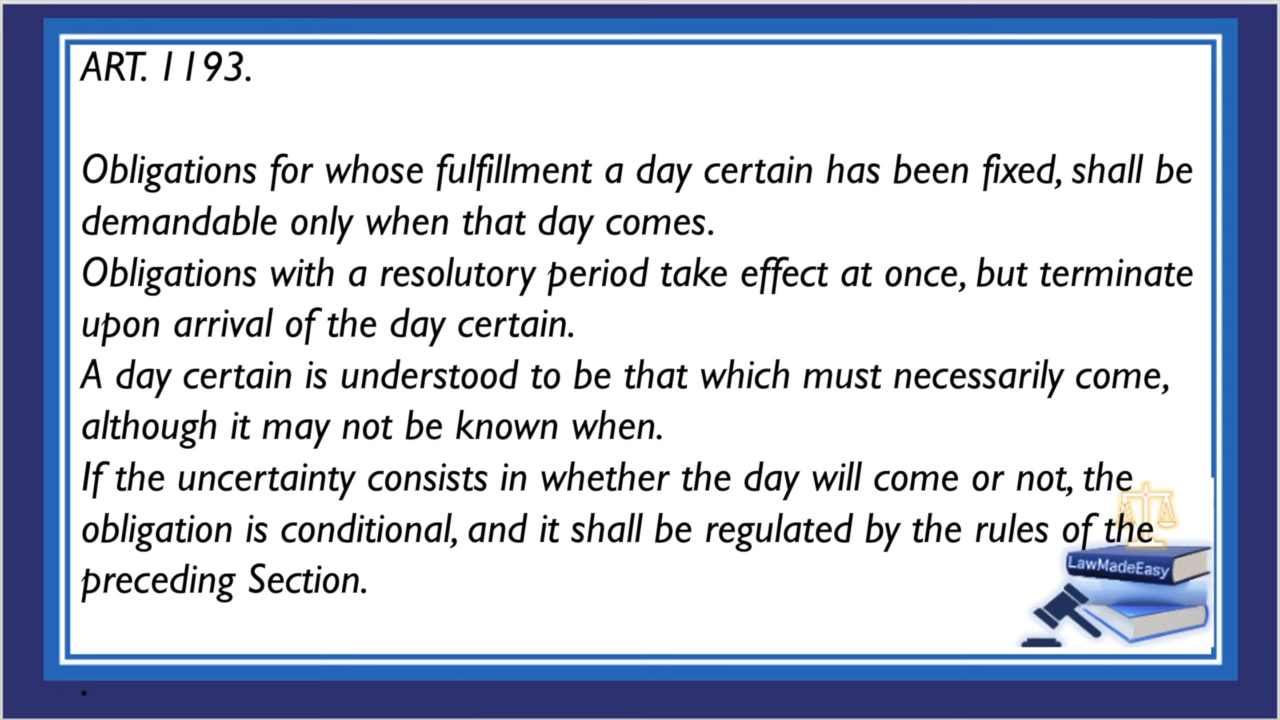 ART. 1193.
Obligations for whose fulfillment a day certain has been fixed, shall be
demandable only when that day comes.
Obligations with a resolutory period take effect at once, but terminate
upon arrival of the day certain.
A day certain is understood to be that which must necessarily come,
although it may not be known when.
If the uncertainty consists in whether the day will come or not, the
obligation is conditional, and it shall be regulated by the rules of the
preceding Section.
LawMadeEasy
.